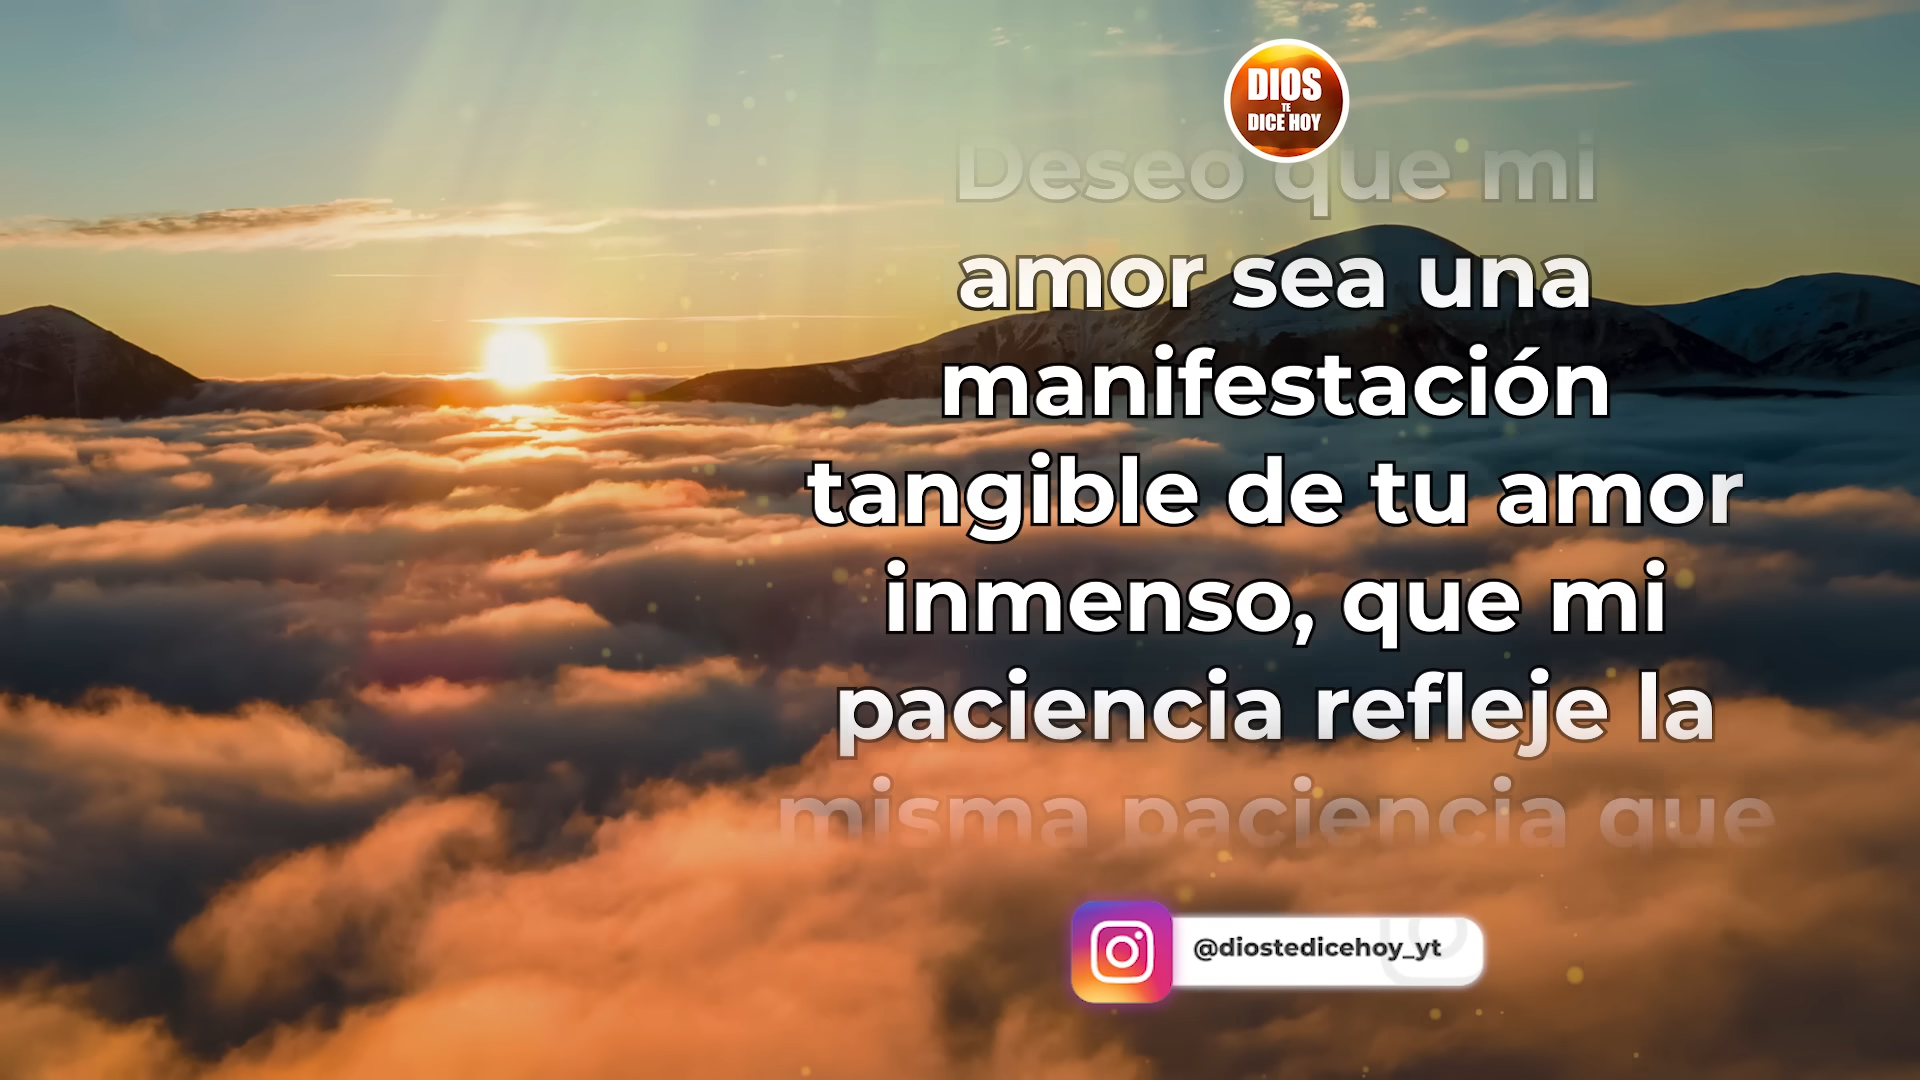 DIOS
TE
DICE HOY
Deseo que mi
amor sea una
manifestación
tangible de tu amor
inmenso, que mi
paciencia refleje la
misma paciencia que
@diostedicehoy_yt